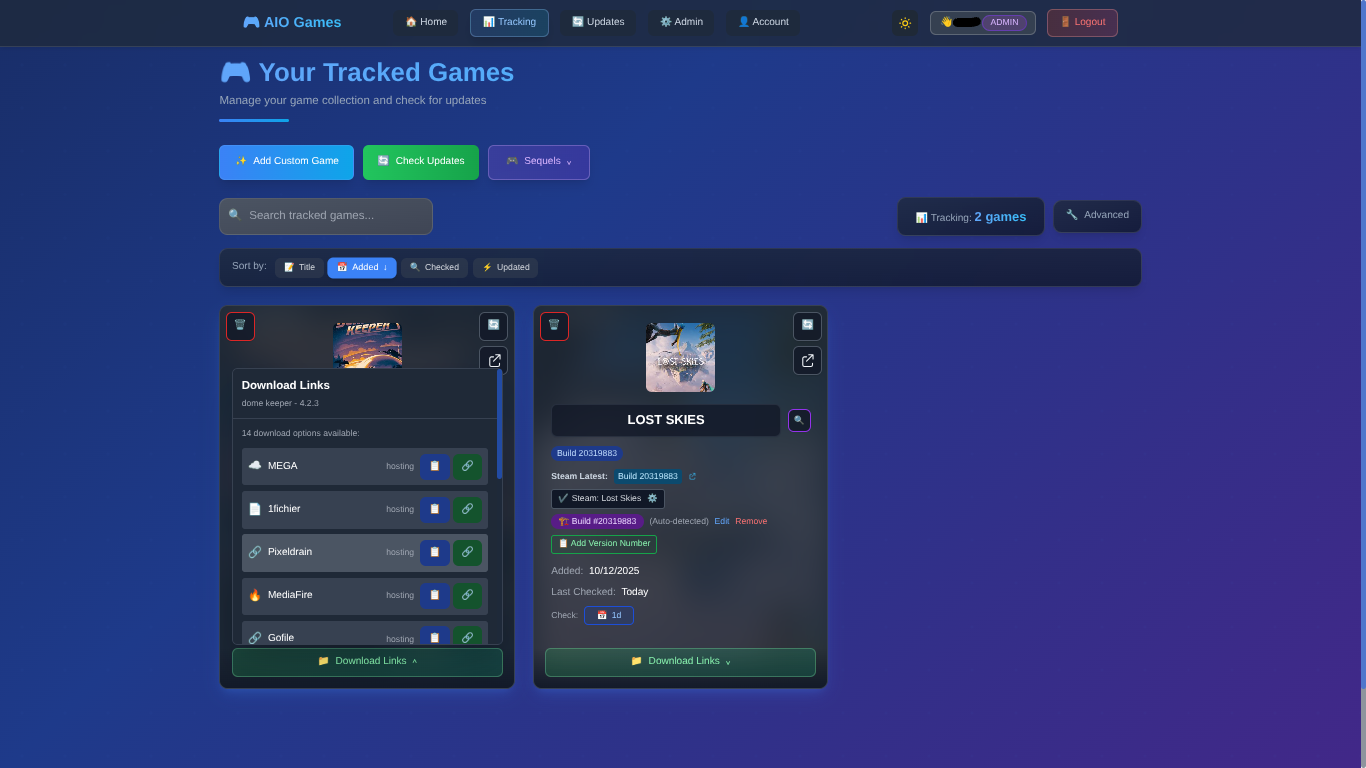 AIO Games
Home
Tracking
Updates
Admin
Account
ADMIN
Logout
Your Tracked Games
Manage your game collection and check for updates
Add Custom Game
Check Updates
Sequels
Search tracked games...
Tracking: 2 games
Advanced
Sort by:
Title
Added ↓
Checked
Updated
KEEPER
Download Links
dome keeper - 4.2.3
14 download options available:
MEGA hosting
1fichier hosting
Pixeldrain hosting
MediaFire hosting
Gofile hosting
Download Links
LOST SKIES
LOST SKIES
Build 20319883
Steam Latest: Build 20319883
Steam: Lost Skies
Build #20319883 (Auto-detected) Edit Remove
Add Version Number
Added: 10/12/2025
Last Checked: Today
Check: 1d
Download Links